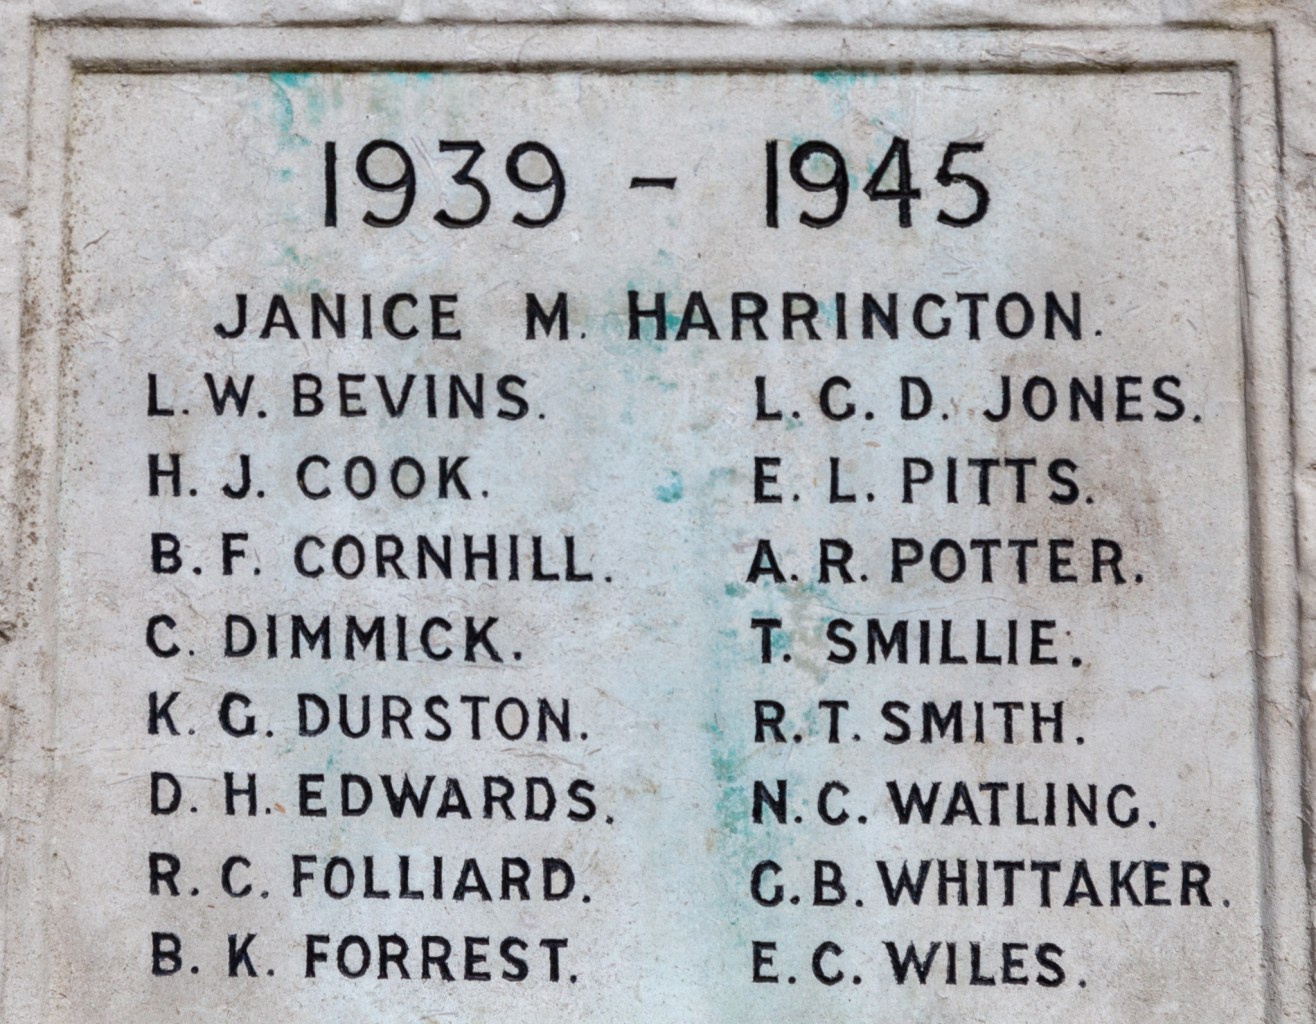 1939 – 1945
JANICE M. HARRINGTON.
L. W. BEVINS.
H. J. COOK.
B. F. CORNHILL.
C. DIMMICK.
K. G. DURSTON.
D. H. EDWARDS.
R. C. FOLLIARD.
B. K. FORREST.
L. G. D. JONES.
E. L. PITTS.
A. R. POTTER.
T. SMILLIE.
R. T. SMITH.
N. C. WATLING.
G. B. WHITTAKER.
E. C. WILES.